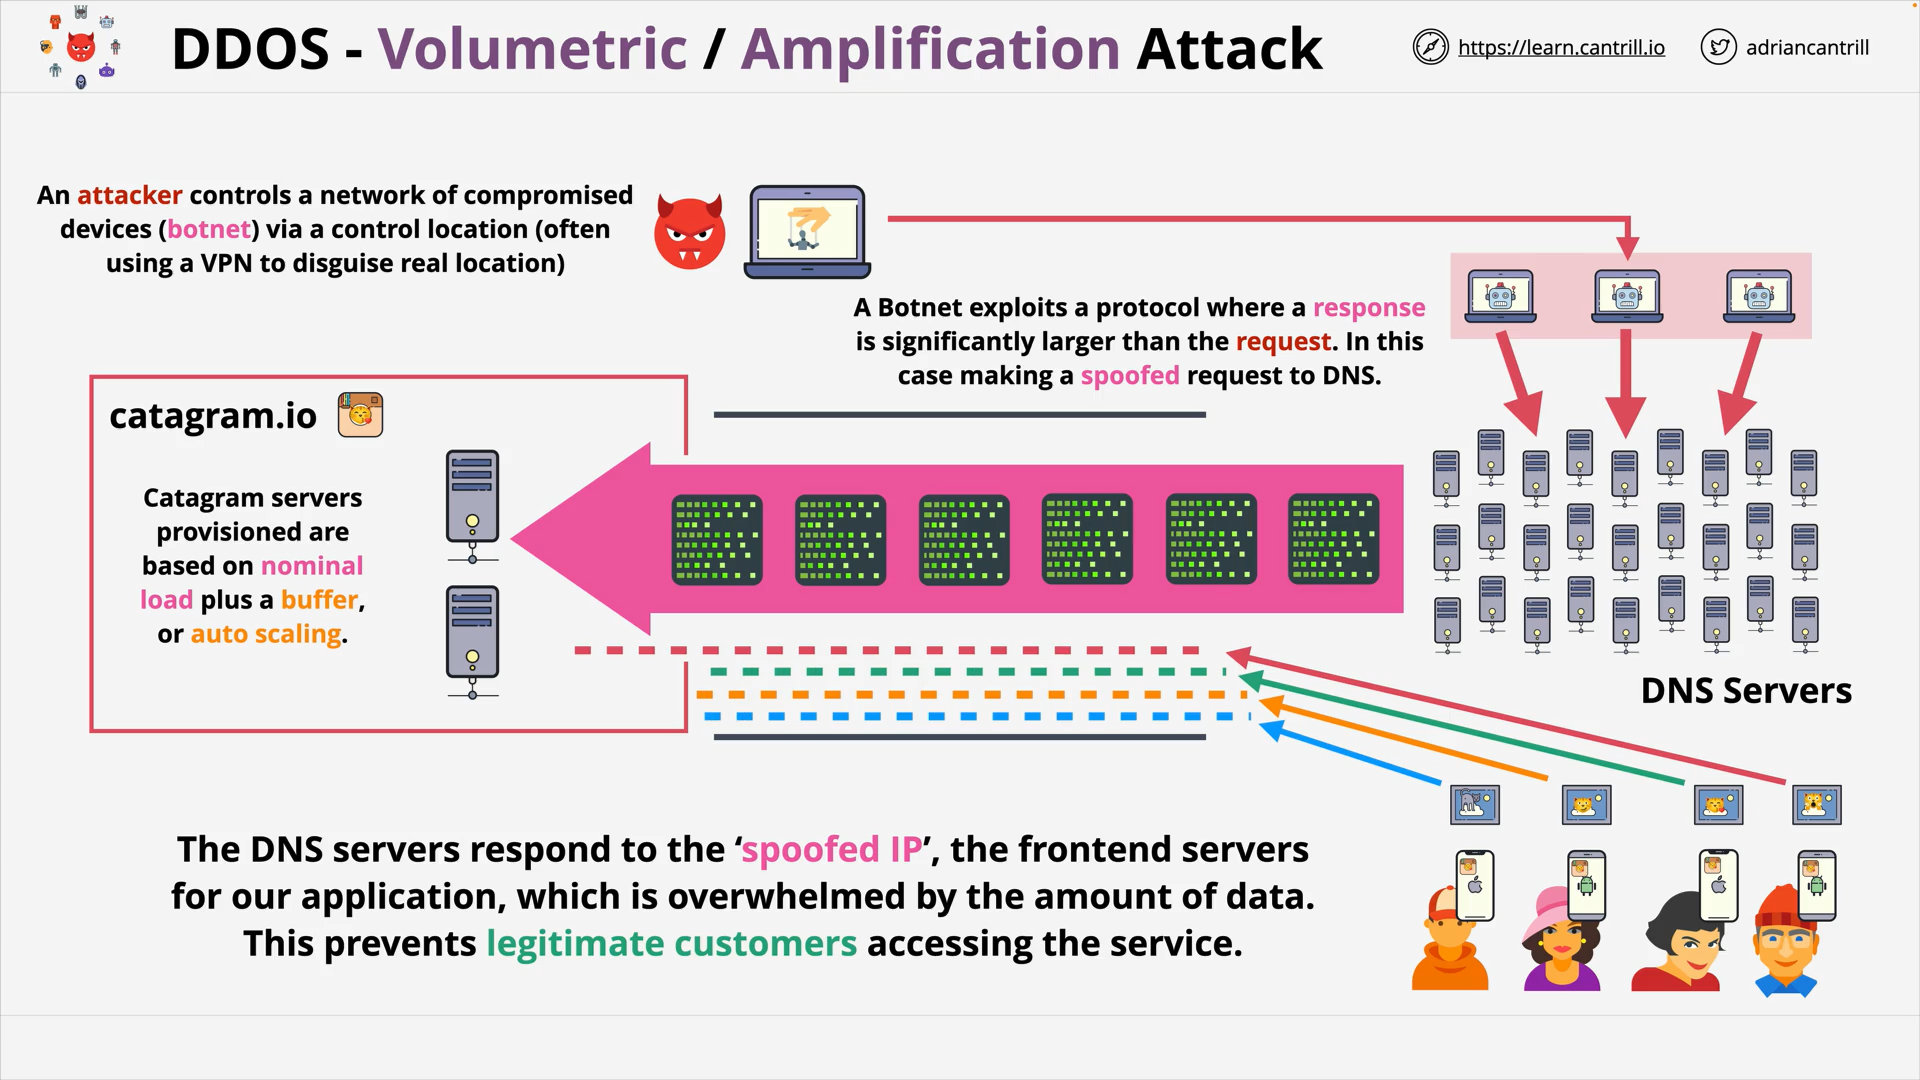 DDOS - Volumetric / Amplification Attack
https://learn.cantrill.io
adriancantrill
An attacker controls a network of compromised
devices (botnet) via a control location (often
using a VPN to disguise real location)
A Botnet exploits a protocol where a response
is significantly larger than the request. In this
case making a spoofed request to DNS.
catagram.io
Catagram servers
provisioned are
based on nominal
load plus a buffer,
or auto scaling.
DNS Servers
The DNS servers respond to the ‘spoofed IP’, the frontend servers
for our application, which is overwhelmed by the amount of data.
This prevents legitimate customers accessing the service.